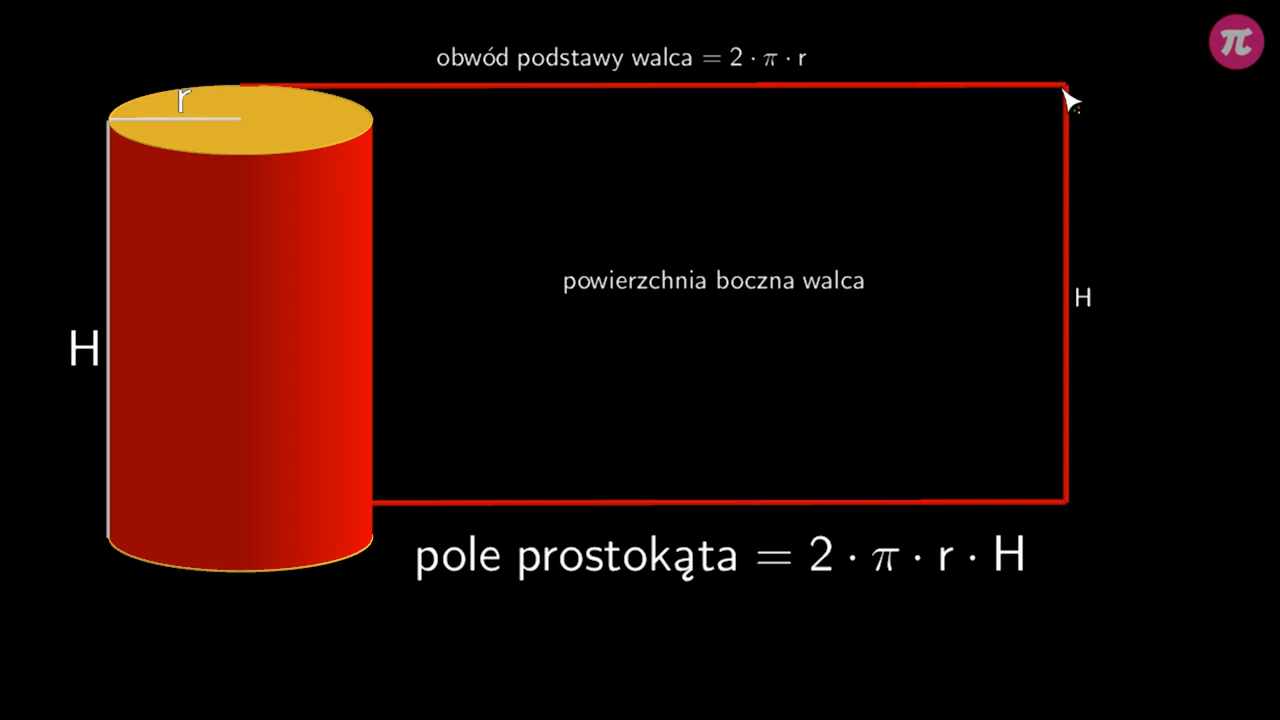 π
obwód podstawy walca = 2 · π · r
r
powierzchnia boczna walca
H
H
pole prostokąta = 2 · π · r · H